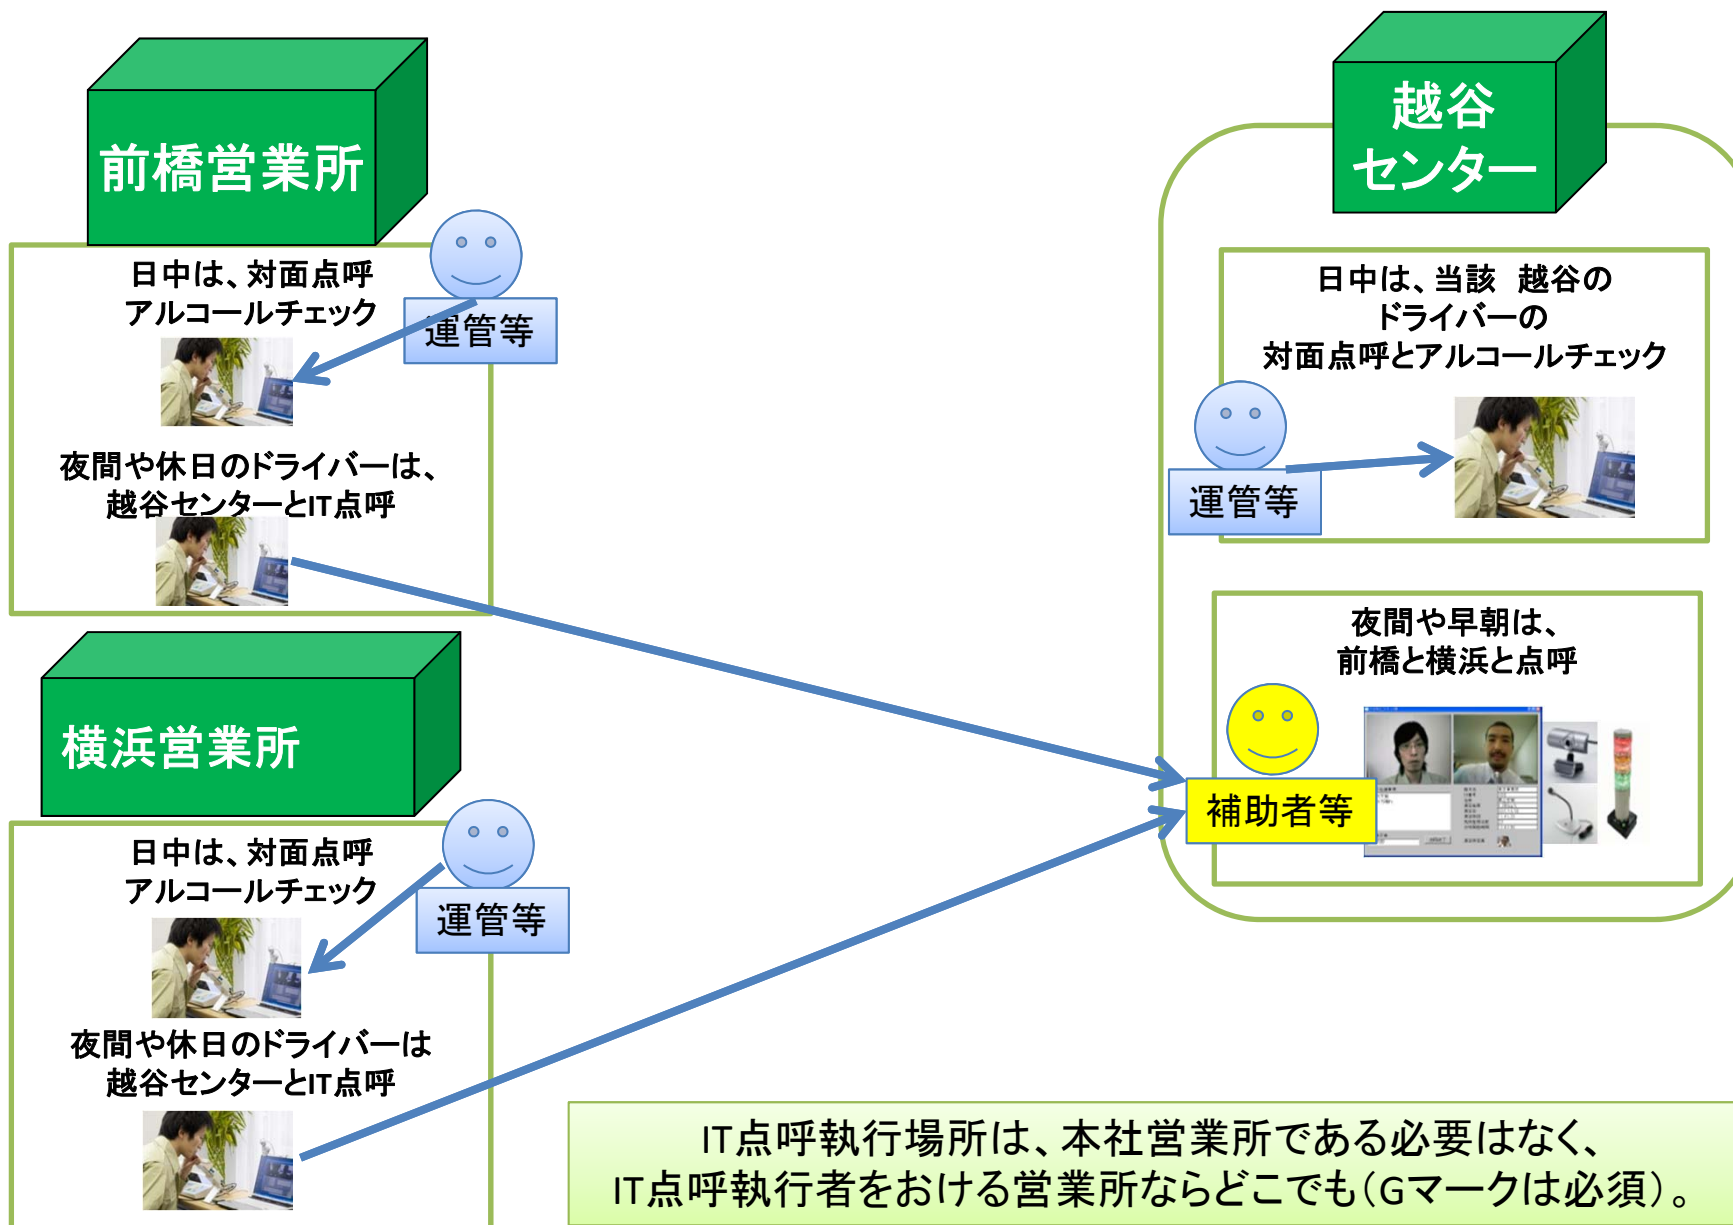 前橋営業所
日中は、対面点呼
アルコールチェック
運管等
夜間や休日のドライバーは、
越谷センターとIT点呼
横浜営業所
日中は、対面点呼
アルコールチェック
運管等
夜間や休日のドライバーは
越谷センターとIT点呼
越谷
センター
日中は、当該　越谷の
ドライバーの
対面点呼とアルコールチェック
運管等
夜間や早朝は、
前橋と横浜と点呼
補助者等
IT点呼執行場所は、本社営業所である必要はなく、
IT点呼執行者をおける営業所ならどこでも（Gマークは必須）。